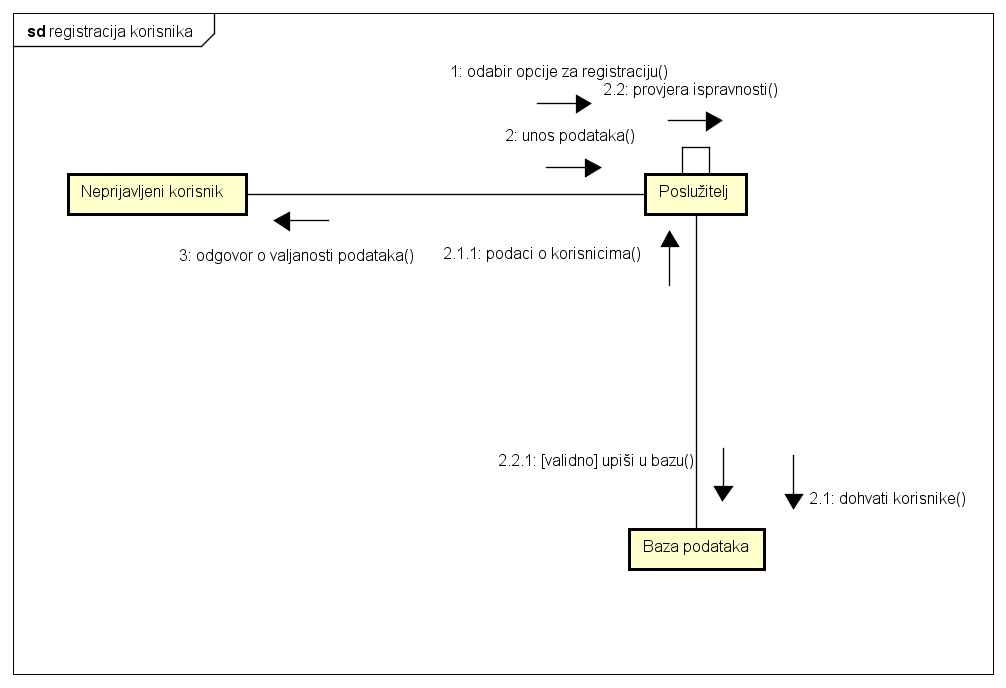 sd registracija korisnika
1: odabir opcije za registraciju()
2.2: provjera ispravnosti()
2: unos podataka()
Neprijavljeni korisnik
Poslužitelj
3: odgovor o valjanosti podataka()
2.1.1: podaci o korisnicima()
2.2.1: [validno] upiši u bazu()
2.1: dohvati korisnike()
Baza podataka